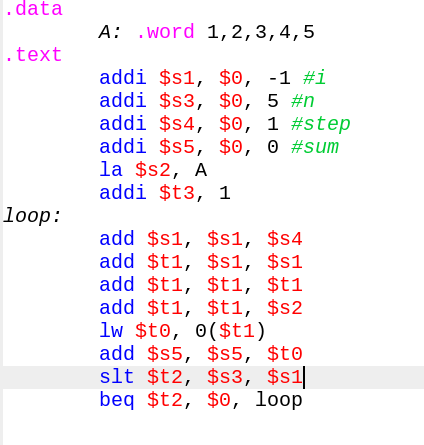 .data
A: .word 1,2,3,4,5
.text
addi $s1, $0, -1 #i
addi $s3, $0, 5 #n
addi $s4, $0, 1 #step
addi $s5, $0, 0 #sum
la $s2, A
addi $t3, 1
loop:
add $s1, $s1, $s4
add $t1, $s1, $s1
add $t1, $t1, $t1
add $t1, $t1, $s2
lw $t0, 0($t1)
add $s5, $s5, $t0
slt $t2, $s3, $s1
beq $t2, $0, loop